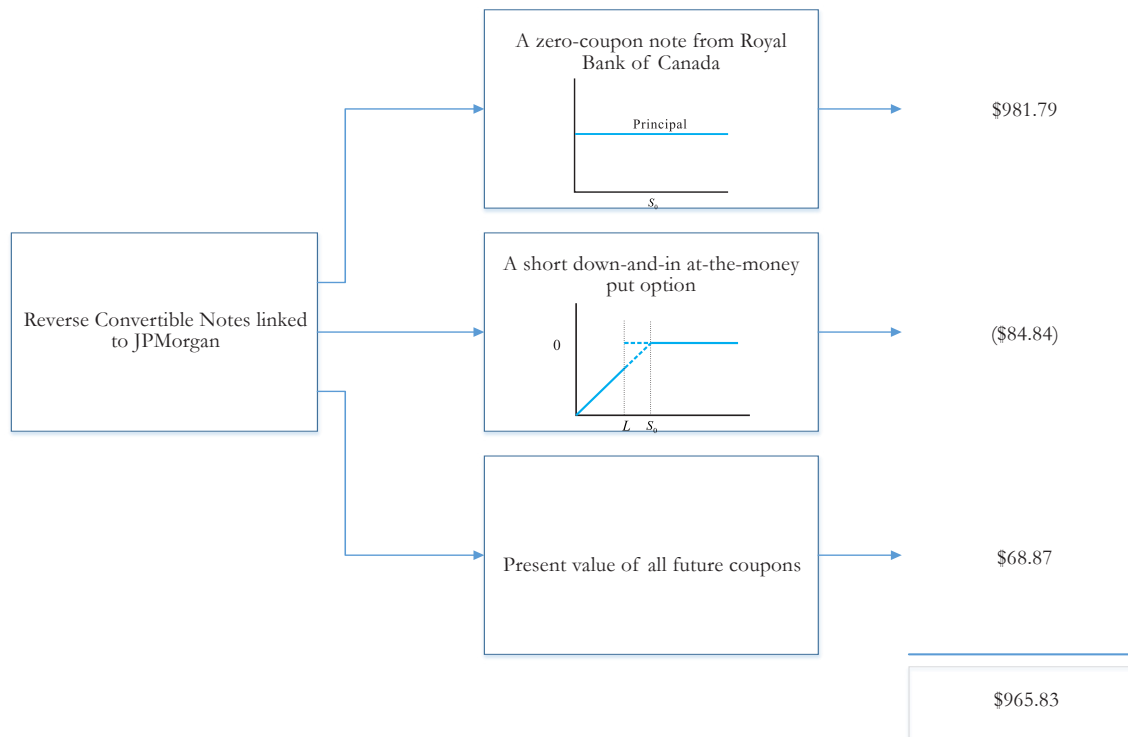 A zero-coupon note from Royal
Bank of Canada
Principal
S₀
$981.79
Reverse Convertible Notes linked
to JPMorgan
A short down-and-in at-the-money
put option
0
L S₀
($84.84)
Present value of all future coupons
$68.87
$965.83